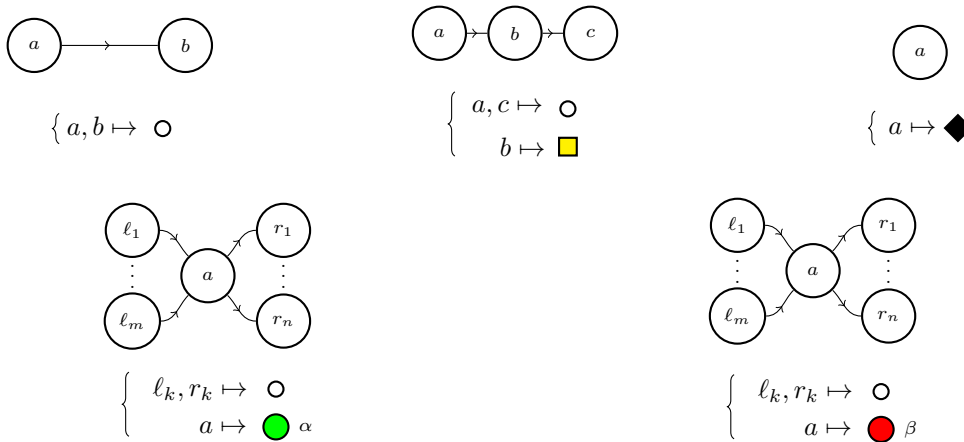 a b
a b c
a
{ a, b ↦
{ a, c ↦
b ↦
{ a ↦
ℓ₁ r₁
a
ℓₘ rₙ
ℓ₁ r₁
a
ℓₘ rₙ
{ ℓₖ, rₖ ↦
a ↦ α
{ ℓₖ, rₖ ↦
a ↦ β